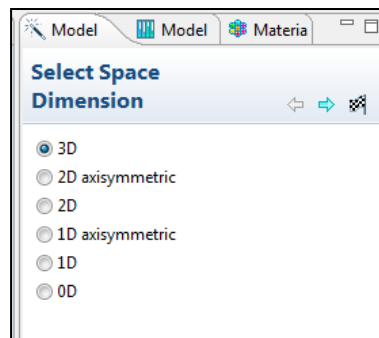 Model Model Materia
Select Space
Dimension
3D
2D axisymmetric
2D
1D axisymmetric
1D
0D